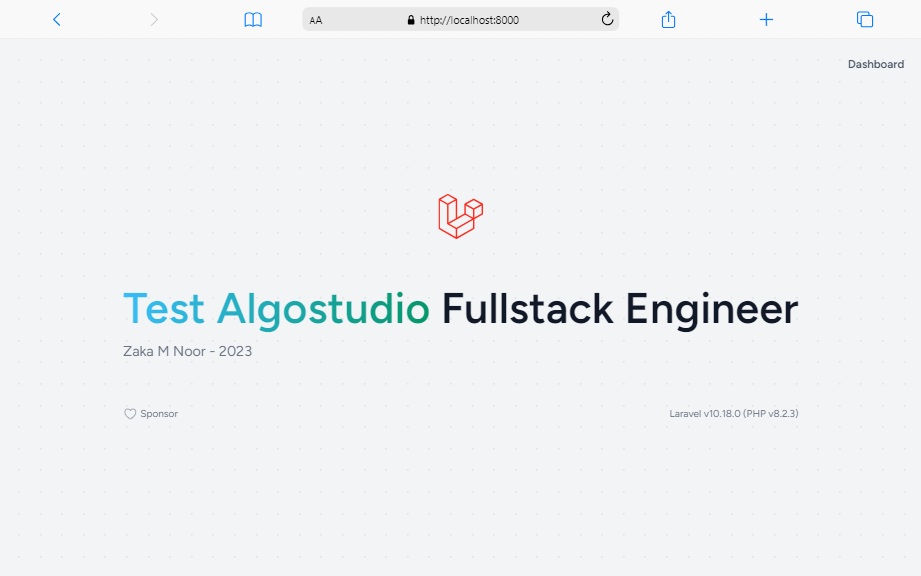 AA http://localhost:8000
Dashboard
Test Algostudio Fullstack Engineer
Zaka M Noor - 2023
Sponsor
Laravel v10.18.0 (PHP v8.2.3)